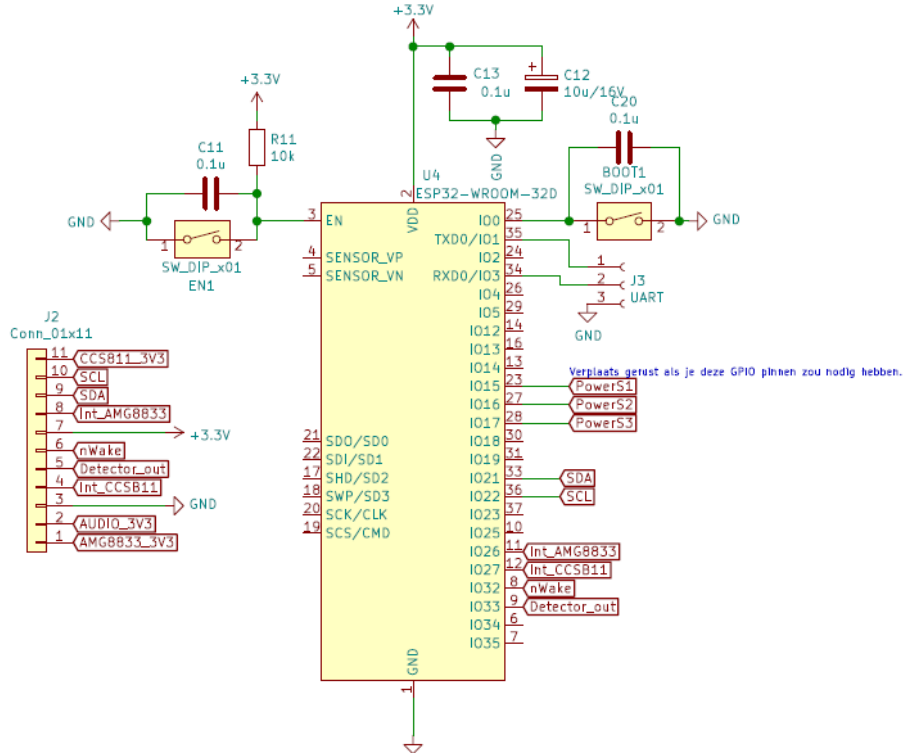 +3.3V
C13
0.1u
+
C12
10u/16V
GND
+3.3V
R11
10k
C11
0.1u
GND
1
2
SW_DIP_x01
EN1
C20
0.1u
BOOT1
SW_DIP_x01
1
2
GND
U4
ESP32-WROOM-32D
2
VDD
3
EN
4
SENSOR_VP
5
SENSOR_VN
21
SDO/SD0
22
SDI/SD1
17
SHD/SD2
18
SWP/SD3
20
SCK/CLK
19
SCS/CMD
IO0
25
TXD0/IO1
35
IO2
24
RXD0/IO3
34
IO4
26
IO5
29
IO12
14
IO13
16
IO14
13
IO15
23
PowerS1
IO16
27
PowerS2
IO17
28
PowerS3
IO18
30
IO19
31
IO21
33
SDA
IO22
36
SCL
IO23
37
IO25
10
IO26
11
Int_AMG8833
IO27
12
Int_CCSB11
IO32
8
nWake
IO33
9
Detector_out
IO34
6
IO35
7
GND
1
1
2
3
J3
UART
GND
Verplaats gerust als je deze GPIO pinnen zou nodig hebben.
J2
Conn_01x11
11
CCS811_3V3
10
SCL
9
SDA
8
Int_AMG8833
7
+3.3V
6
nWake
5
Detector_out
4
Int_CCSB11
3
GND
2
AUDIO_3V3
1
AMG8833_3V3